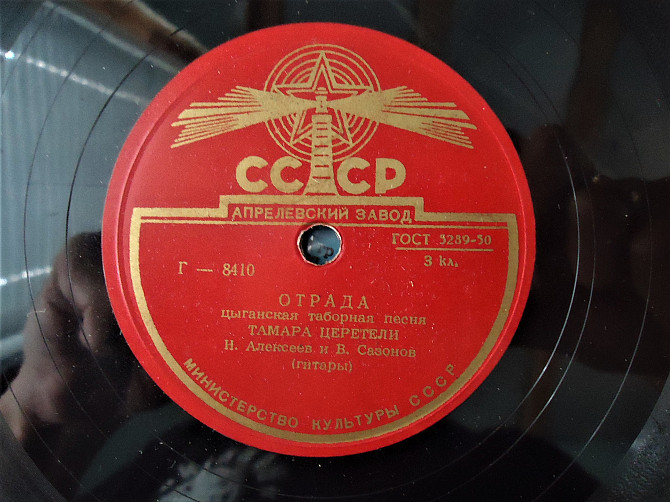 СССР
АПРЕЛЕВСКИЙ ЗАВОД
ГОСТ 3289-50
Г — 8410
3 кл.
ОТРАДА
цыганская таборная песня
ТАМАРА ЦЕРЕТЕЛИ
Н. Алексеев и В. Сазонов
(гитары)
МИНИСТЕРСТВО КУЛЬТУРЫ СССР